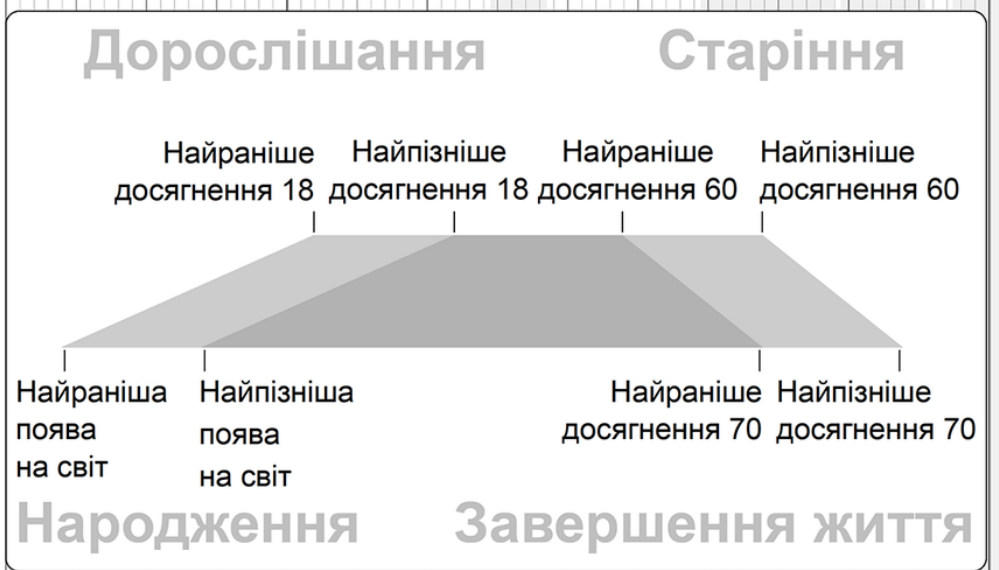 Дорослішання
Старіння
Найраніше
досягнення 18
Найпізніше
досягнення 18
Найраніше
досягнення 60
Найпізніше
досягнення 60
Найраніша
поява
на світ
Найпізніша
поява
на світ
Найраніше
досягнення 70
Найпізніше
досягнення 70
Народження
Завершення життя